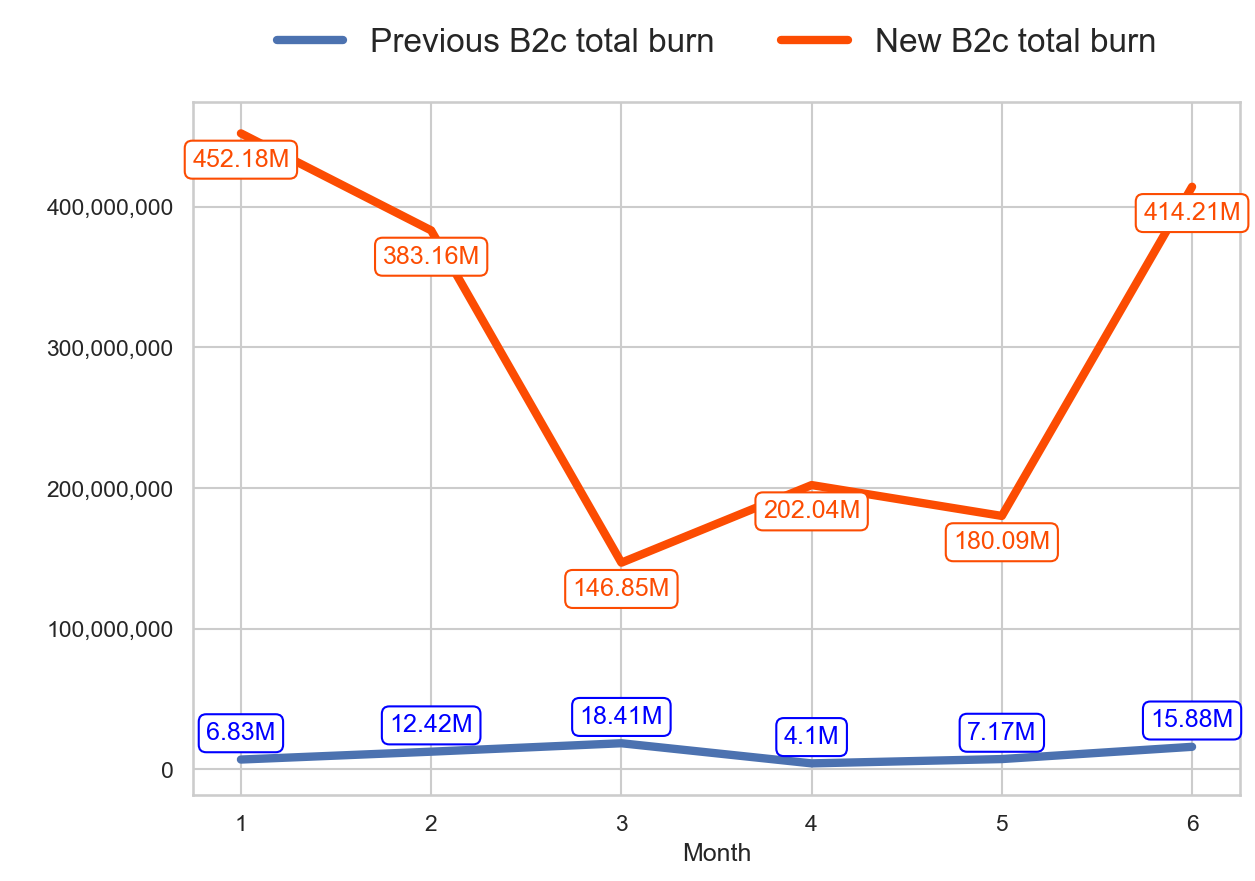 Previous B2c total burn New B2c total burn
452.18M
400,000,000
414.21M
383.16M
300,000,000
200,000,000
202.04M
180.09M
146.85M
100,000,000
6.83M
12.42M
18.41M
4.1M
7.17M
15.88M
0
1 2 3 4 5 6
Month